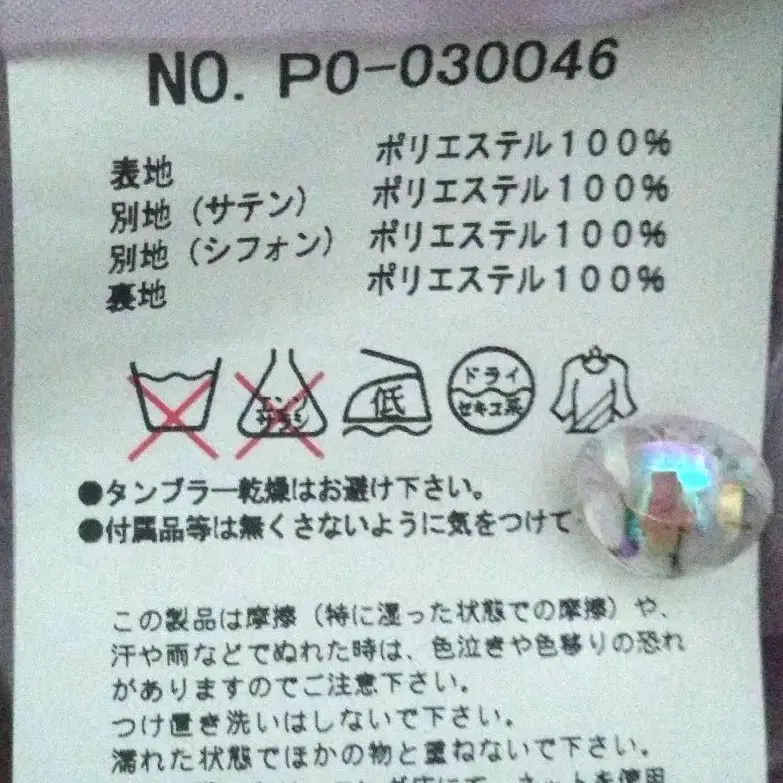 NO. PO-030046
表地 ポリエステル100%
別地（サテン） ポリエステル100%
別地（シフォン） ポリエステル100%
裏地 ポリエステル100%
エンソサラシ 低 ドライ セキユ系
●タンブラー乾燥はお避け下さい。
●付属品等は無くさないように気をつけて
この製品は摩擦（特に湿った状態での摩擦）や、
汗や雨などでぬれた時は、色泣きや色移りの恐れ
がありますのでご注意下さい。
つけ置き洗いはしないで下さい。
濡れた状態でほかの物と重ねないで下さい。
ネットを使用